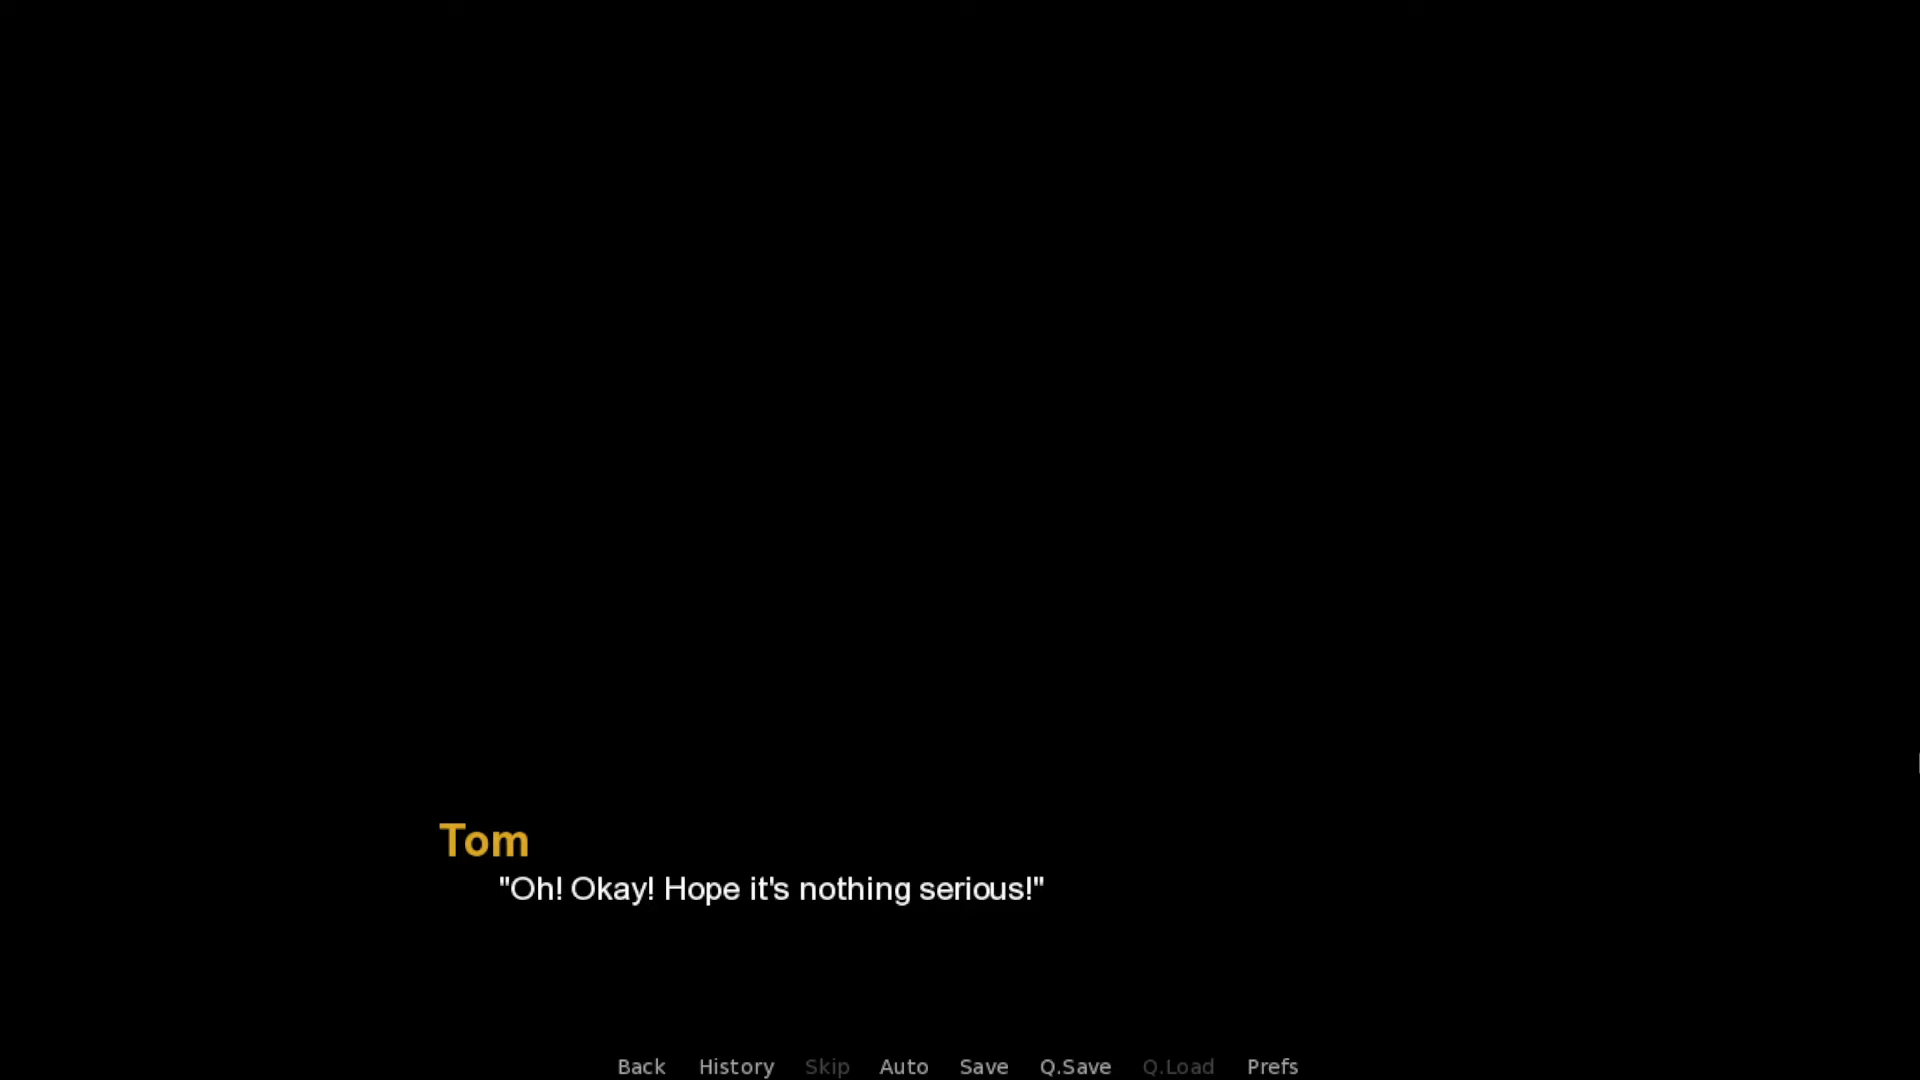 Tom
"Oh! Okay! Hope it's nothing serious!"
Back History Skip Auto Save Q.Save Q.Load Prefs